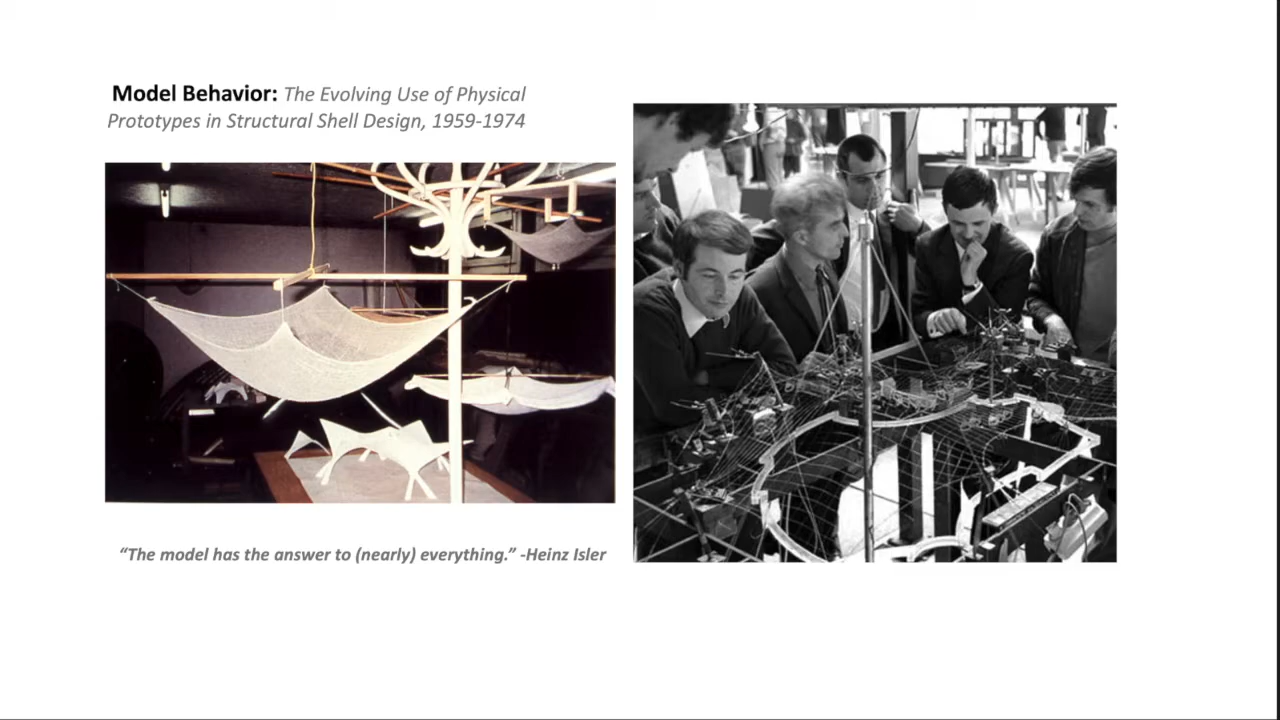 Model Behavior: The Evolving Use of Physical
Prototypes in Structural Shell Design, 1959-1974
“The model has the answer to (nearly) everything.” -Heinz Isler